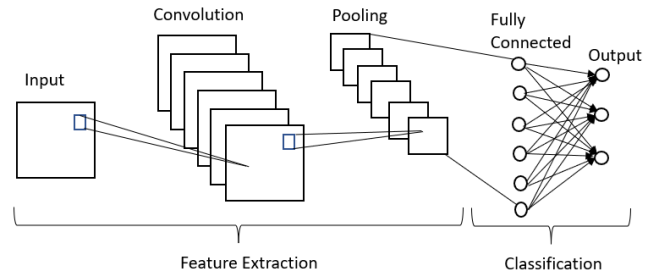 Convolution
Pooling
Fully
Connected
Output
Input
Feature Extraction
Classification